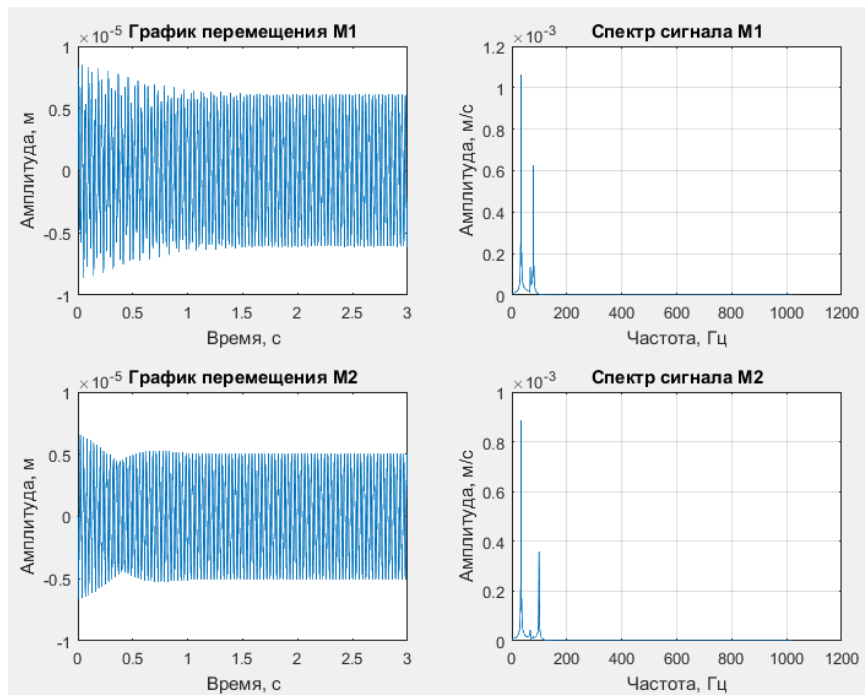 График перемещения М1
×10^-5
1
0.5
0
-0.5
-1
Амплитуда, м
0 0.5 1 1.5 2 2.5 3
Время, с
Спектр сигнала М1
×10^-3
1.2
1
0.8
0.6
0.4
0.2
0
Амплитуда, м/с
0 200 400 600 800 1000 1200
Частота, Гц
График перемещения М2
×10^-5
1
0.5
0
-0.5
-1
Амплитуда, м
0 0.5 1 1.5 2 2.5 3
Время, с
Спектр сигнала М2
×10^-3
1
0.8
0.6
0.4
0.2
0
Амплитуда, м/с
0 200 400 600 800 1000 1200
Частота, Гц